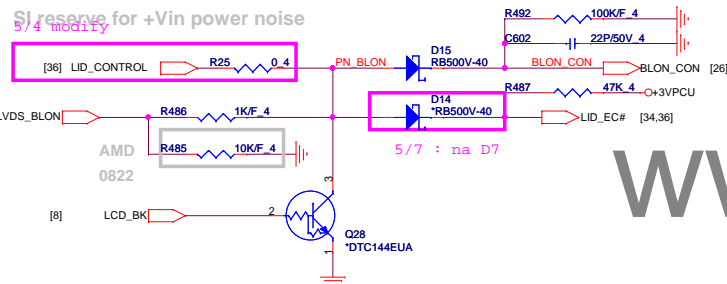 SI reserve for +Vin power noise
5/4 modify
R492 100K/F_4
C602 22P/50V_4
[36] LID_CONTROL R25 0_4 PN_BLON D15 RB500V-40 BLON_CON BLON_CON [26]
R487 47K_4 +3VPCU
LVDS_BLON R486 1K/F_4 D14 *RB500V-40 LID_EC# [34,36]
R485 10K/F_4
5/7 : na D7
AMD
0822
3
[8] LCD_BK 2
Q28
*DTC144EUA
1